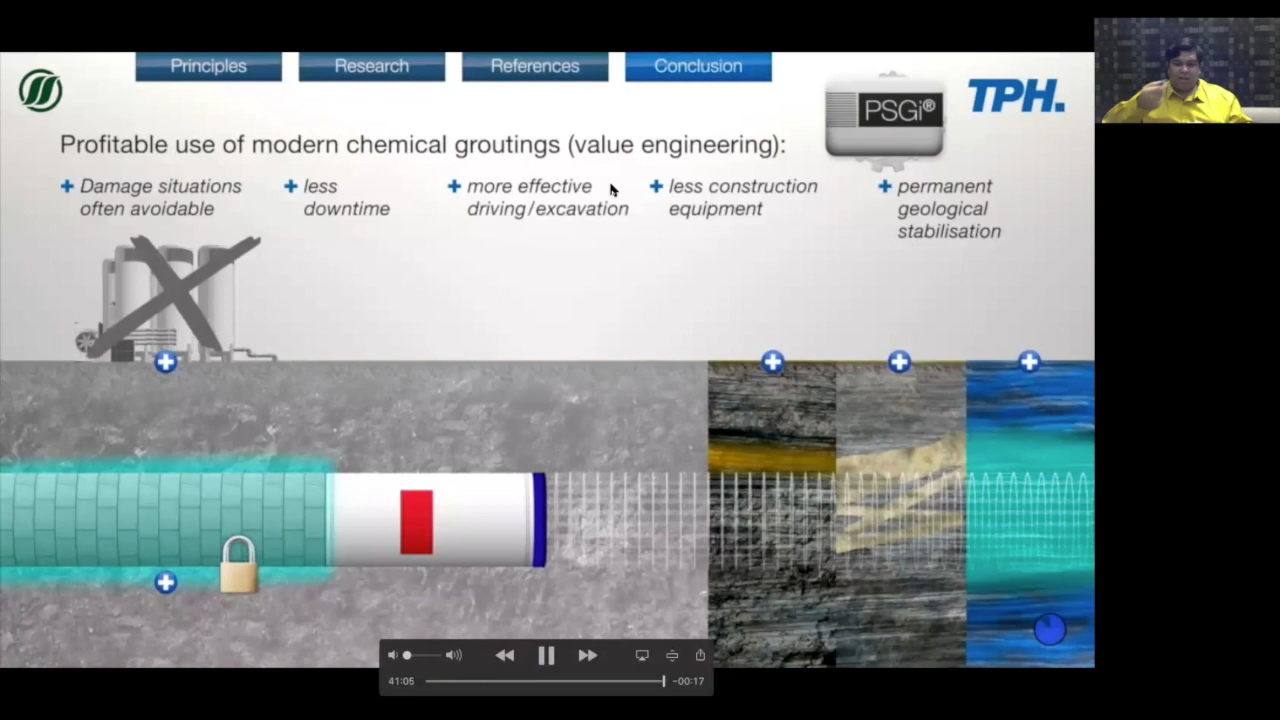 Principles
Research
References
Conclusion
PSGi®
TPH.
Profitable use of modern chemical groutings (value engineering):
Damage situations
often avoidable
less
downtime
more effective
driving/excavation
less construction
equipment
permanent
geological
stabilisation
41:05
-00:17